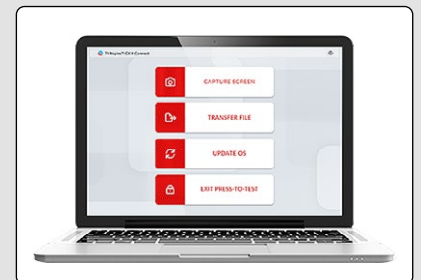 CAPTURE SCREEN
TRANSFER FILE
UPDATE OS
EXIT PRESS-TO-TEST